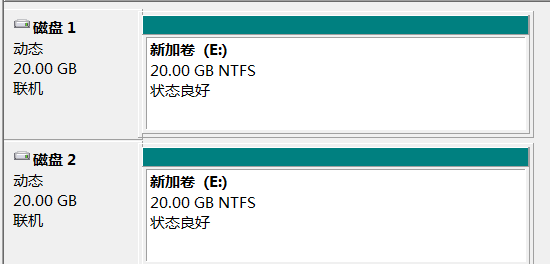 磁盘 1
动态
20.00 GB
联机
新加卷 (E:)
20.00 GB NTFS
状态良好
磁盘 2
动态
20.00 GB
联机
新加卷 (E:)
20.00 GB NTFS
状态良好